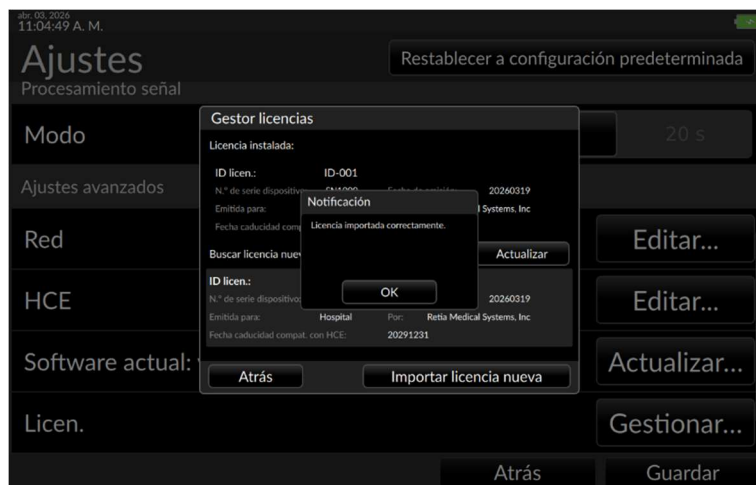 abr. 03, 2026
11:04:49 A. M.
Ajustes
Restablecer a configuración predeterminada
Procesamiento señal
Modo
20 s
Ajustes avanzados
Red
Editar...
HCE
Editar...
Software actual:
Actualizar...
Licen.
Gestionar...
Atrás
Guardar
Gestor licencias
Licencia instalada:
ID licen.: ID-001
N.º de serie dispositivo: 20260319
Emitida para: Systems, Inc
Fecha caducidad
Buscar licencia
Actualizar
ID licen.:
N.º de serie dispositivo: 20260319
Emitida para: Hospital Por: Retia Medical Systems, Inc
Fecha caducidad compat. con HCE: 20291231
Atrás
Importar licencia nueva
Notificación
Licencia importada correctamente.
OK